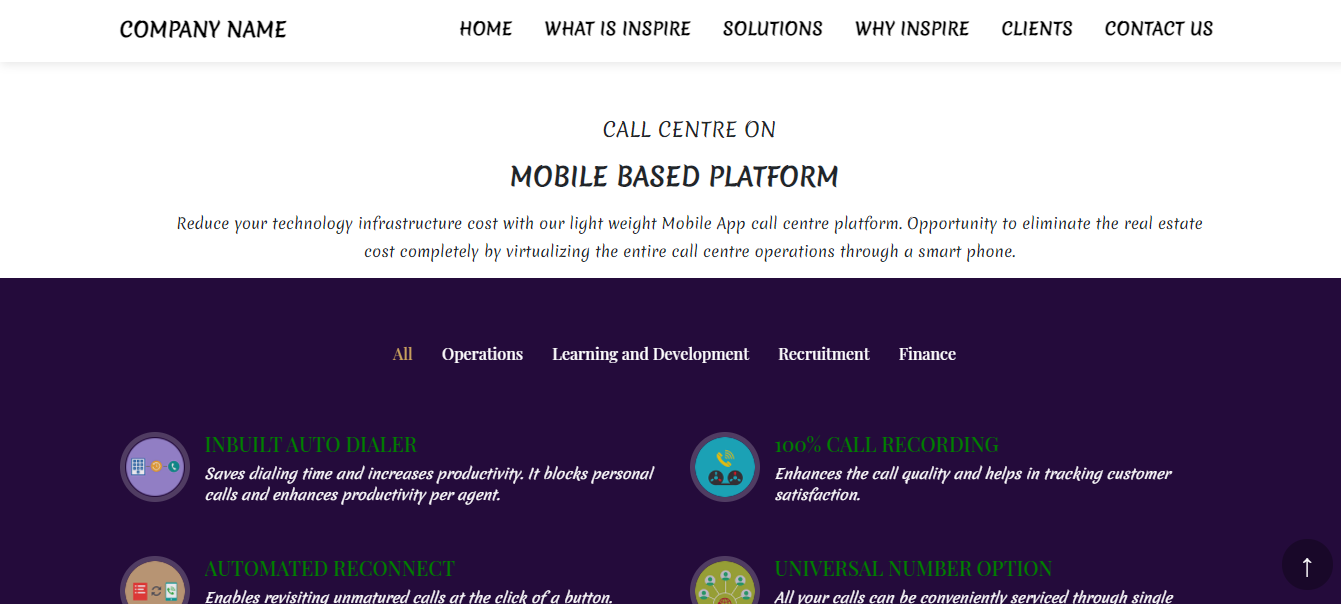 COMPANY NAME HOME WHAT IS INSPIRE SOLUTIONS WHY INSPIRE CLIENTS CONTACT US
CALL CENTRE ON
MOBILE BASED PLATFORM
Reduce your technology infrastructure cost with our light weight Mobile App call centre platform. Opportunity to eliminate the real estate
cost completely by virtualizing the entire call centre operations through a smart phone.
All Operations Learning and Development Recruitment Finance
INBUILT AUTO DIALER
Saves dialing time and increases productivity. It blocks personal
calls and enhances productivity per agent.
100% CALL RECORDING
Enhances the call quality and helps in tracking customer
satisfaction.
AUTOMATED RECONNECT
Enables revisiting unmatured calls at the click of a button.
UNIVERSAL NUMBER OPTION
All your calls can be conveniently serviced through single